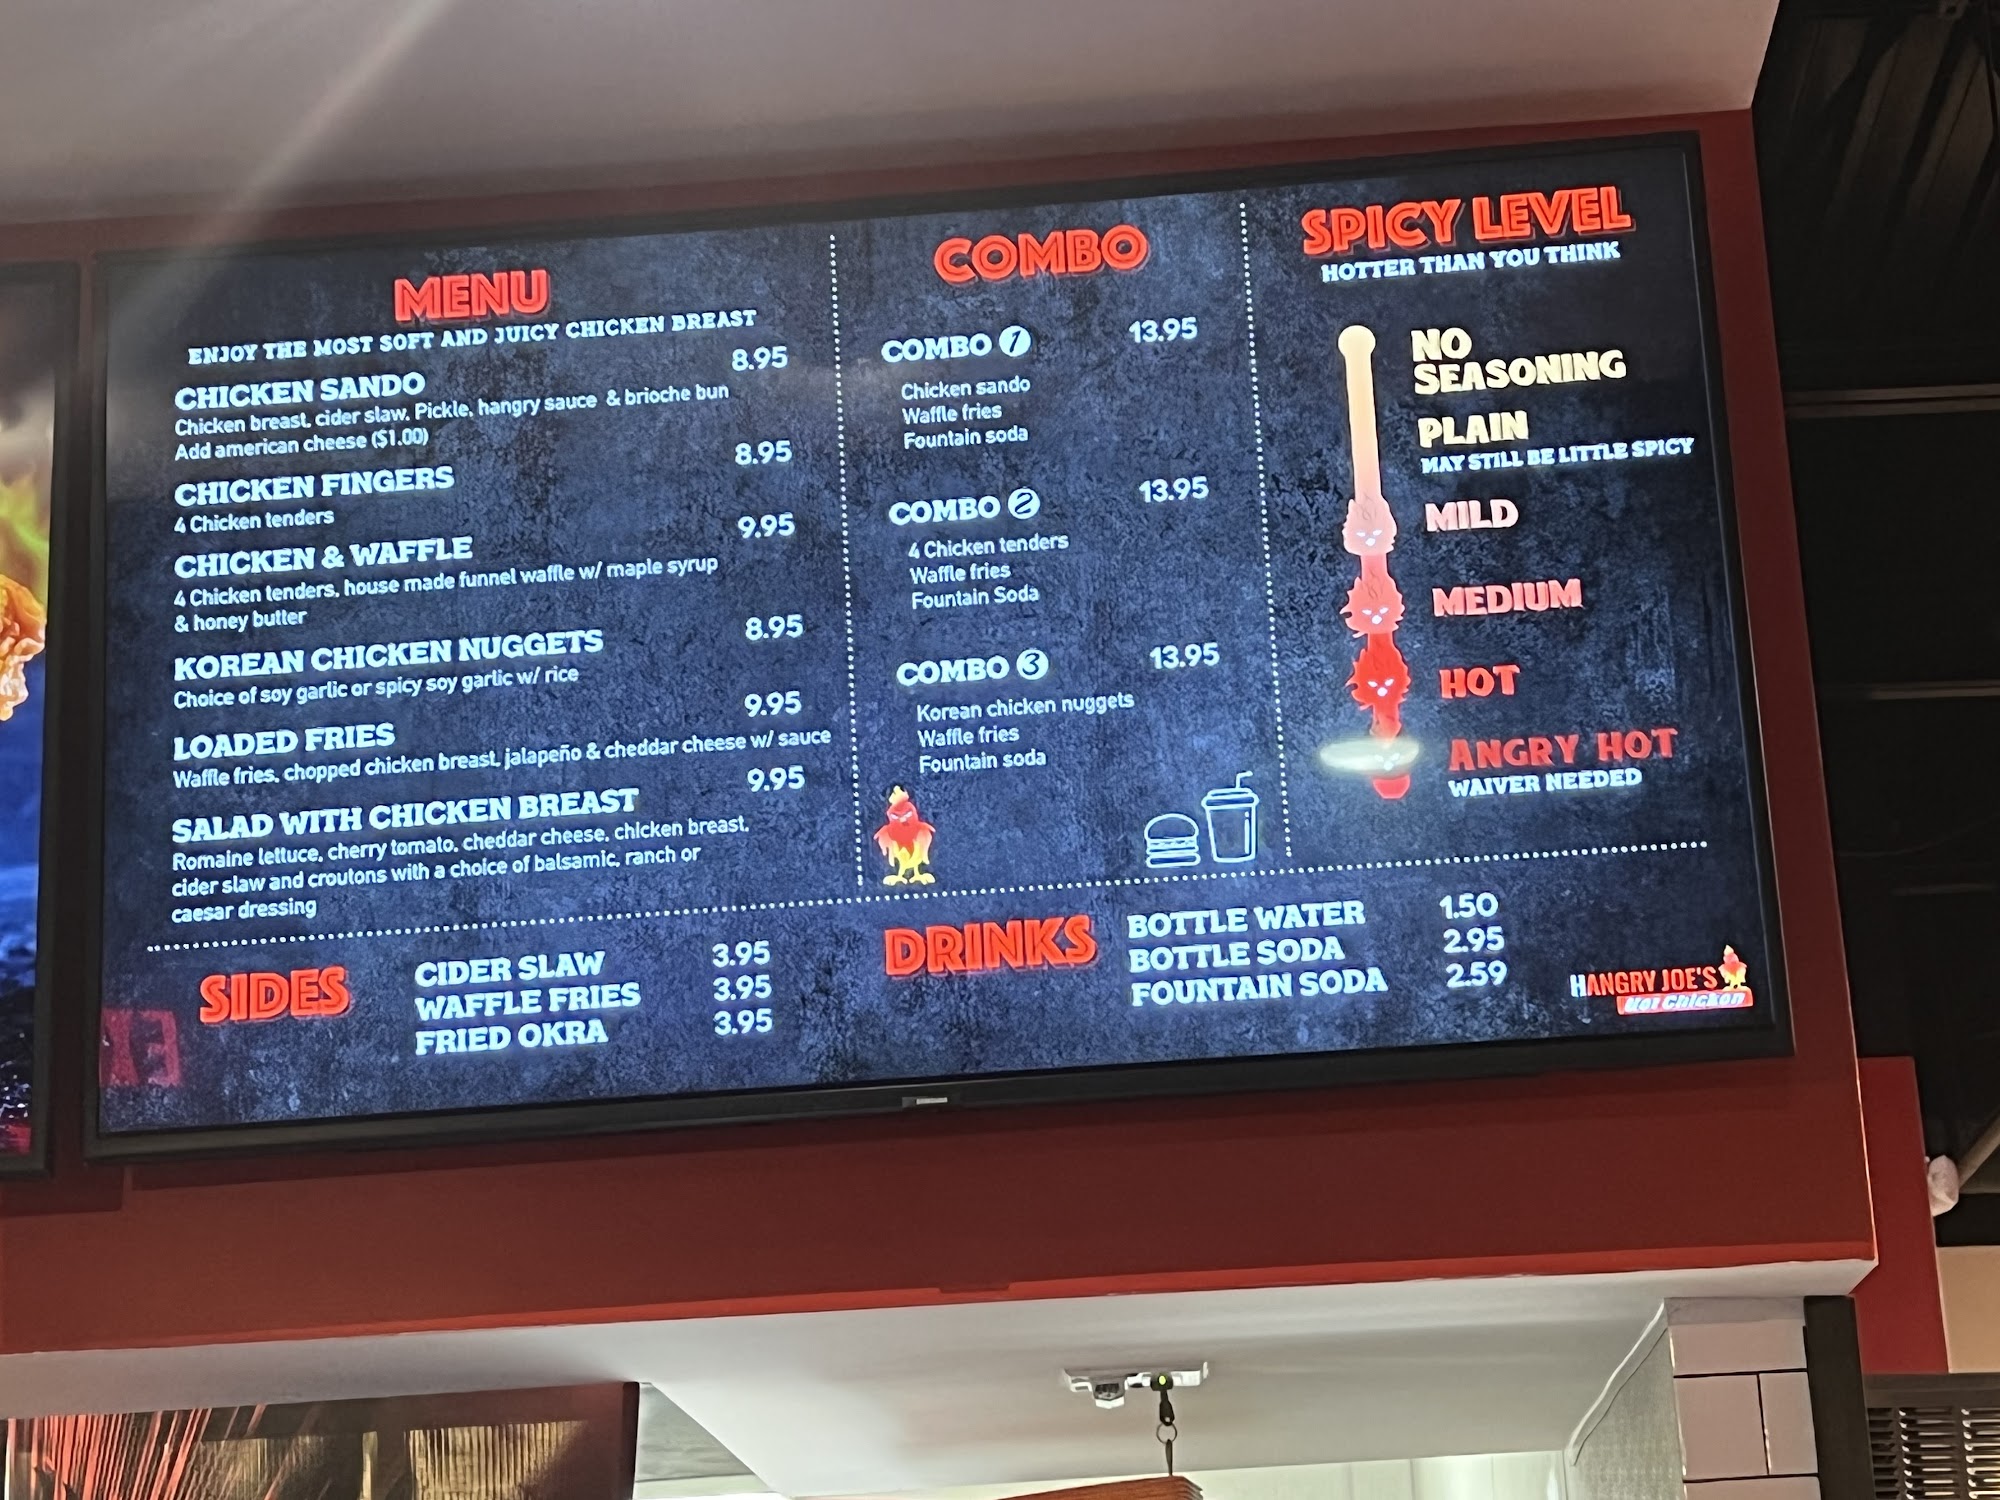 MENU
ENJOY THE MOST SOFT AND JUICY CHICKEN BREAST
CHICKEN SANDO 8.95
Chicken breast, cider slaw, Pickle, hangry sauce & brioche bun
Add american cheese ($1.00)
CHICKEN FINGERS 8.95
4 Chicken tenders
CHICKEN & WAFFLE 9.95
4 Chicken tenders, house made funnel waffle w/ maple syrup
& honey butter
KOREAN CHICKEN NUGGETS 8.95
Choice of soy garlic or spicy soy garlic w/ rice
LOADED FRIES 9.95
Waffle fries, chopped chicken breast, jalapeño & cheddar cheese w/ sauce
SALAD WITH CHICKEN BREAST 9.95
Romaine lettuce, cherry tomato, cheddar cheese, chicken breast,
cider slaw and croutons with a choice of balsamic, ranch or
caesar dressing
COMBO
COMBO 1 13.95
Chicken sando
Waffle fries
Fountain soda
COMBO 2 13.95
4 Chicken tenders
Waffle fries
Fountain Soda
COMBO 3 13.95
Korean chicken nuggets
Waffle fries
Fountain soda
SPICY LEVEL
HOTTER THAN YOU THINK
NO
SEASONING
PLAIN
MAY STILL BE LITTLE SPICY
MILD
MEDIUM
HOT
ANGRY HOT
WAIVER NEEDED
SIDES
CIDER SLAW 3.95
WAFFLE FRIES 3.95
FRIED OKRA 3.95
DRINKS
BOTTLE WATER 1.50
BOTTLE SODA 2.95
FOUNTAIN SODA 2.59
HANGRY JOE'S
Hot Chicken